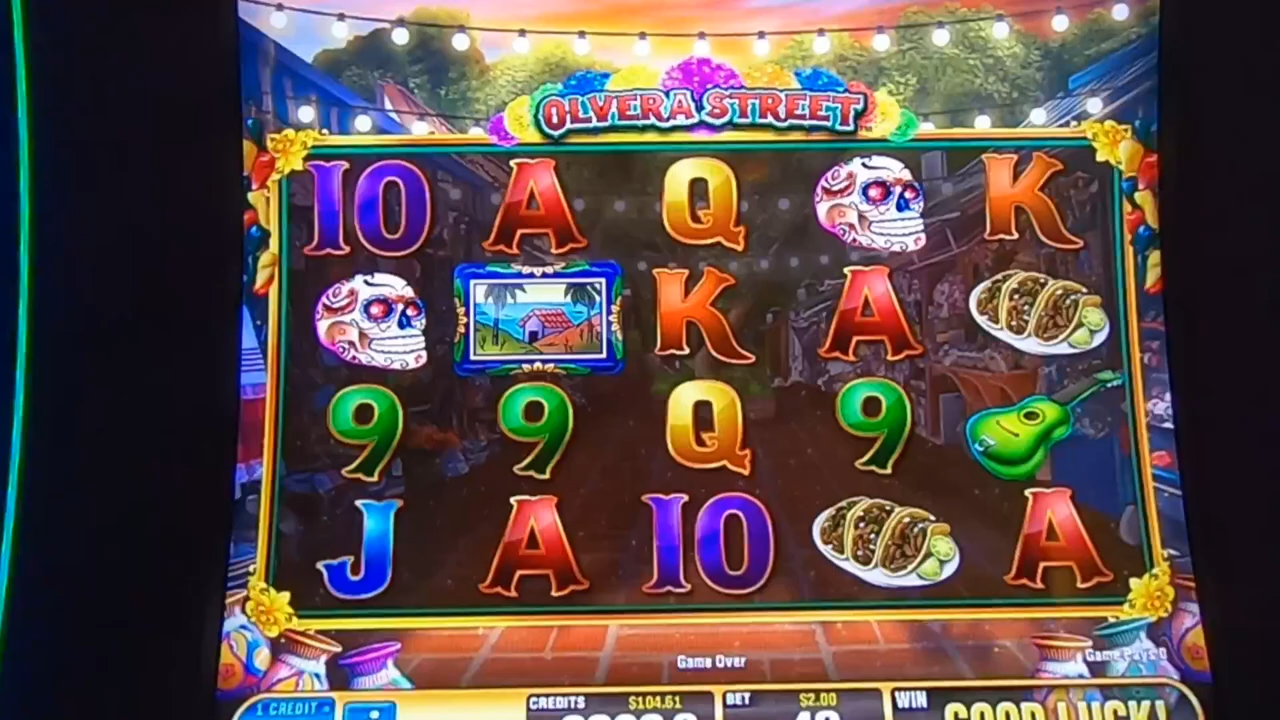 OLVERA STREET
10 A Q K
K A
9 9 Q 9
J A 10 A
Game Over
Game Pays 0
1 CREDIT =
CREDITS $104.61 BET $2.00 WIN
GOOD LUCK!